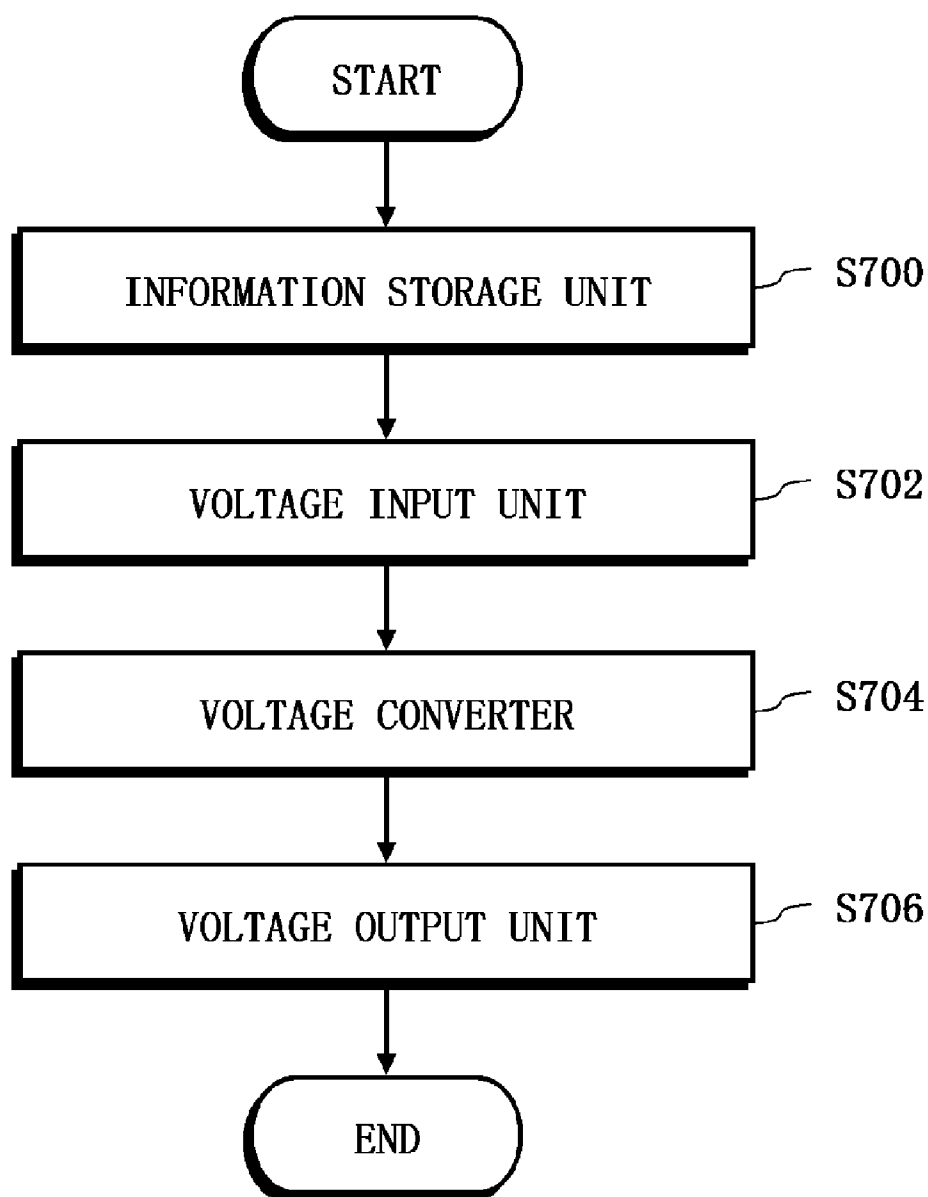 START
INFORMATION STORAGE UNIT
S700
VOLTAGE INPUT UNIT
S702
VOLTAGE CONVERTER
S704
VOLTAGE OUTPUT UNIT
S706
END